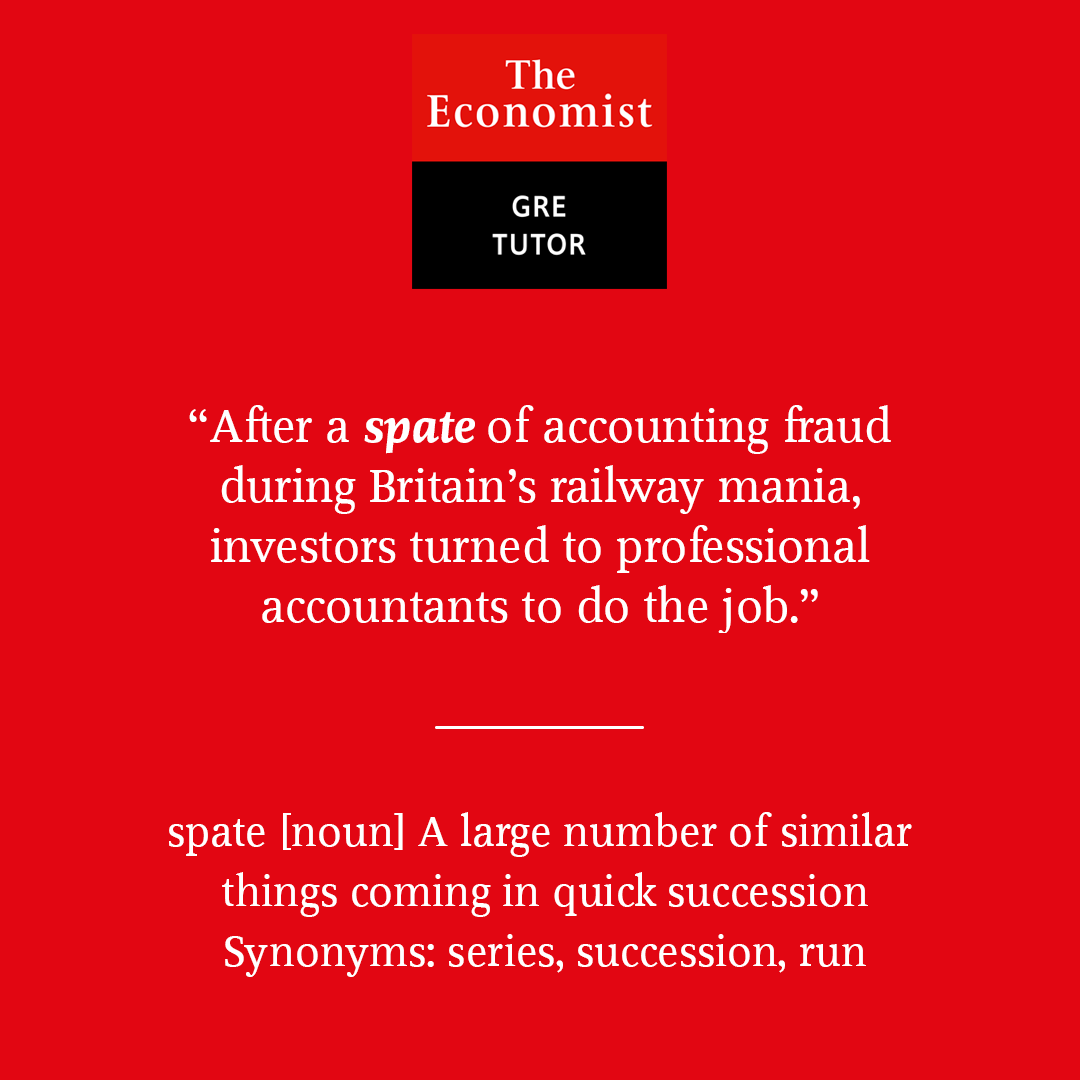 The
Economist
GRE
TUTOR
“After a spate of accounting fraud
during Britain’s railway mania,
investors turned to professional
accountants to do the job.”
spate [noun] A large number of similar
things coming in quick succession
Synonyms: series, succession, run